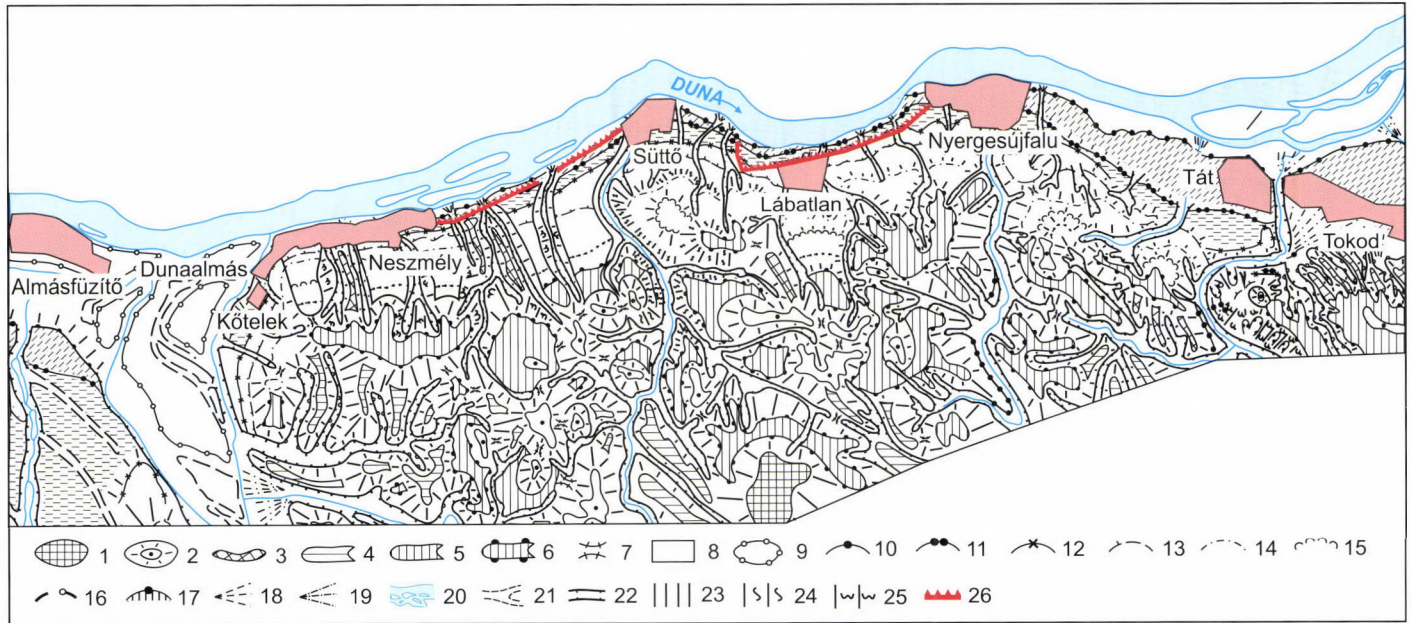 DUNA
Nyergesújfalu
Süttő
Tát
Lábatlan
Tokod
Dunaalmás
Neszmély
Almásfüzítő
Kőtelek
1 2 3 4 5 6 7 8 9 10 11 12 13 14 15
16 17 18 19 20 21 22 23 24 25 26